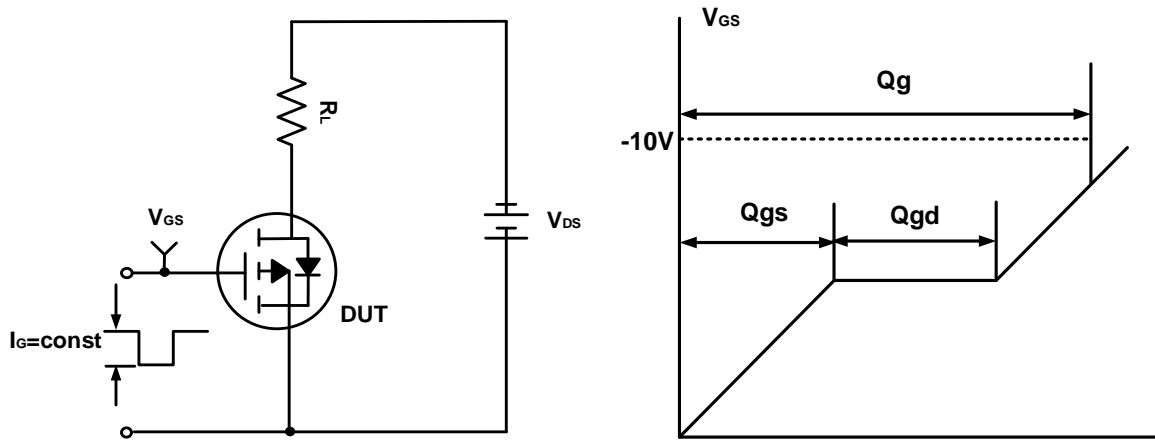 RL
VGS
VDS
DUT
IG=const
VGS
Qg
-10V
Qgs
Qgd